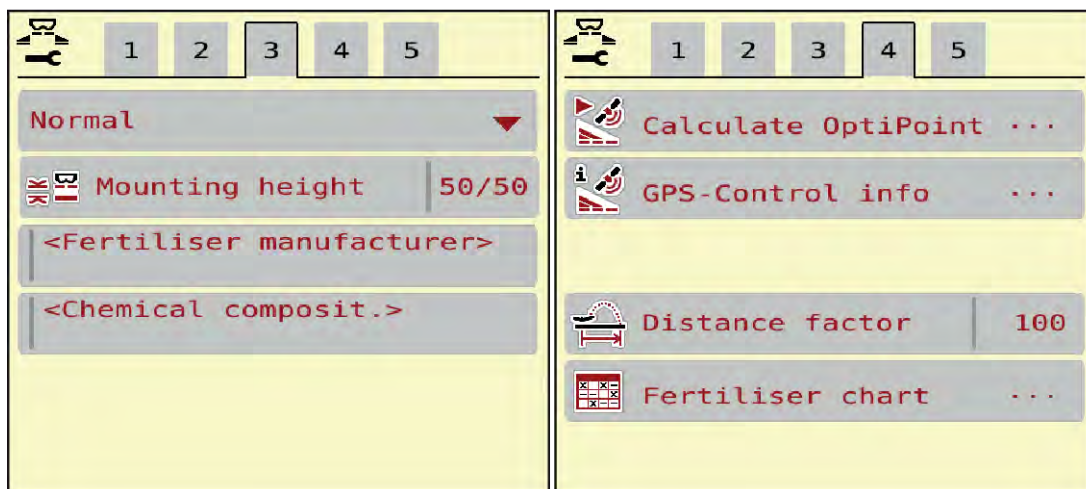 1 2 3 4 5
Normal
Mounting height 50/50
<Fertiliser manufacturer>
<Chemical composit.>
1 2 3 4 5
Calculate OptiPoint ...
GPS-Control info ...
Distance factor 100
Fertiliser chart ...